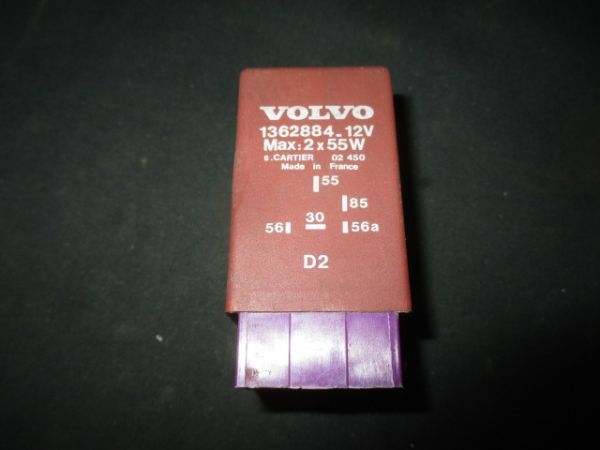 VOLVO
1362884-12V
Max: 2 x 55W
S.CARTIER 02 450
Made in France
55
85
30
56 56a
D2